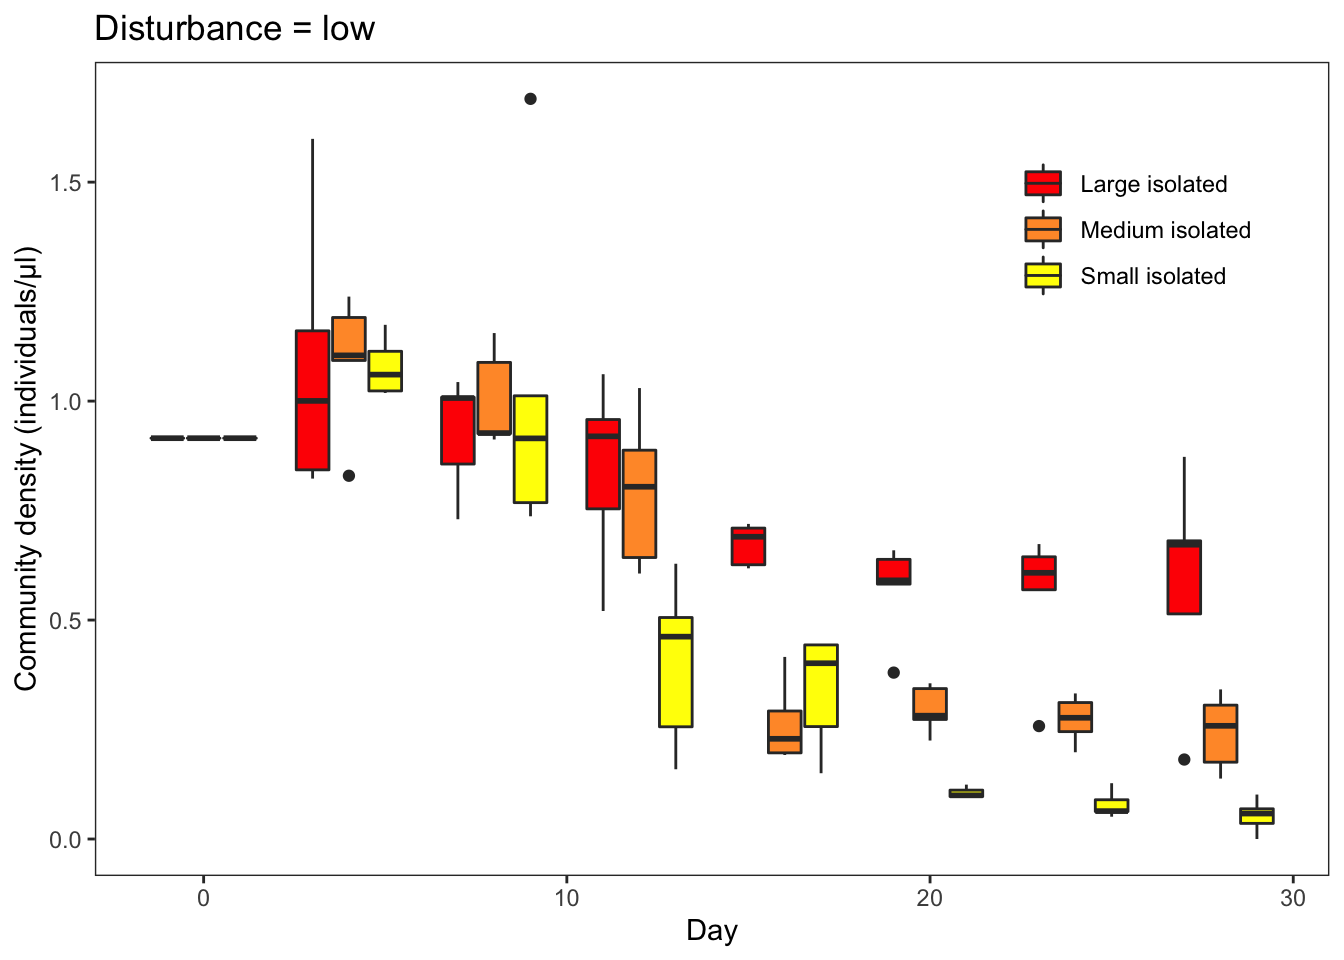 Disturbance = low
Community density (individuals/μl)
1.5
1.0
0.5
0.0
Large isolated
Medium isolated
Small isolated
0 10 20 30
Day